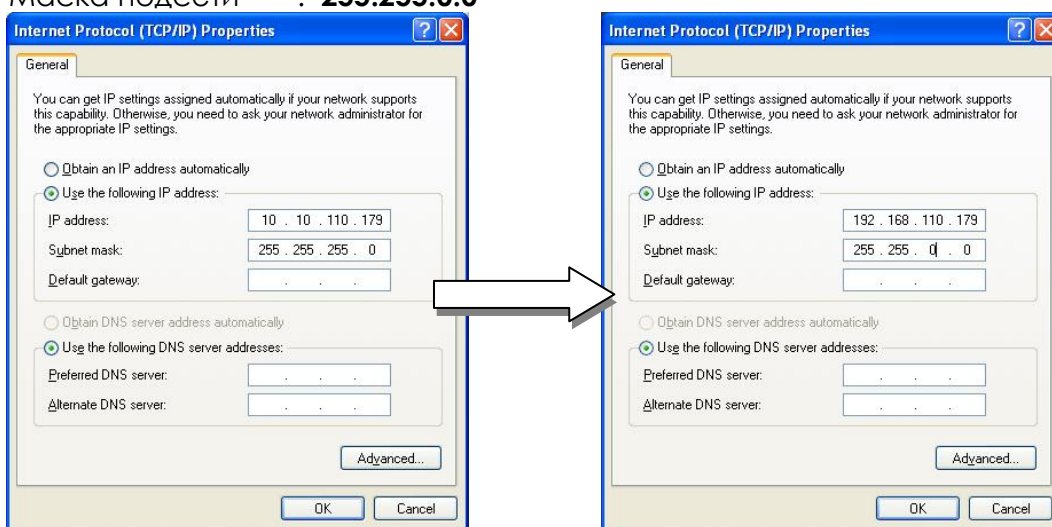 Маска подсети : 255.255.0.0
Internet Protocol (TCP/IP) Properties
General
You can get IP settings assigned automatically if your network supports
this capability. Otherwise, you need to ask your network administrator for
the appropriate IP settings.
Obtain an IP address automatically
Use the following IP address:
IP address: 10 . 10 . 110 . 179
Subnet mask: 255 . 255 . 255 . 0
Default gateway: . . .
Obtain DNS server address automatically
Use the following DNS server addresses:
Preferred DNS server: . . .
Alternate DNS server: . . .
Advanced...
OK Cancel
Internet Protocol (TCP/IP) Properties
General
You can get IP settings assigned automatically if your network supports
this capability. Otherwise, you need to ask your network administrator for
the appropriate IP settings.
Obtain an IP address automatically
Use the following IP address:
IP address: 192 . 168 . 110 . 179
Subnet mask: 255 . 255 . 0 . 0
Default gateway: . . .
Obtain DNS server address automatically
Use the following DNS server addresses:
Preferred DNS server: . . .
Alternate DNS server: . . .
Advanced...
OK Cancel